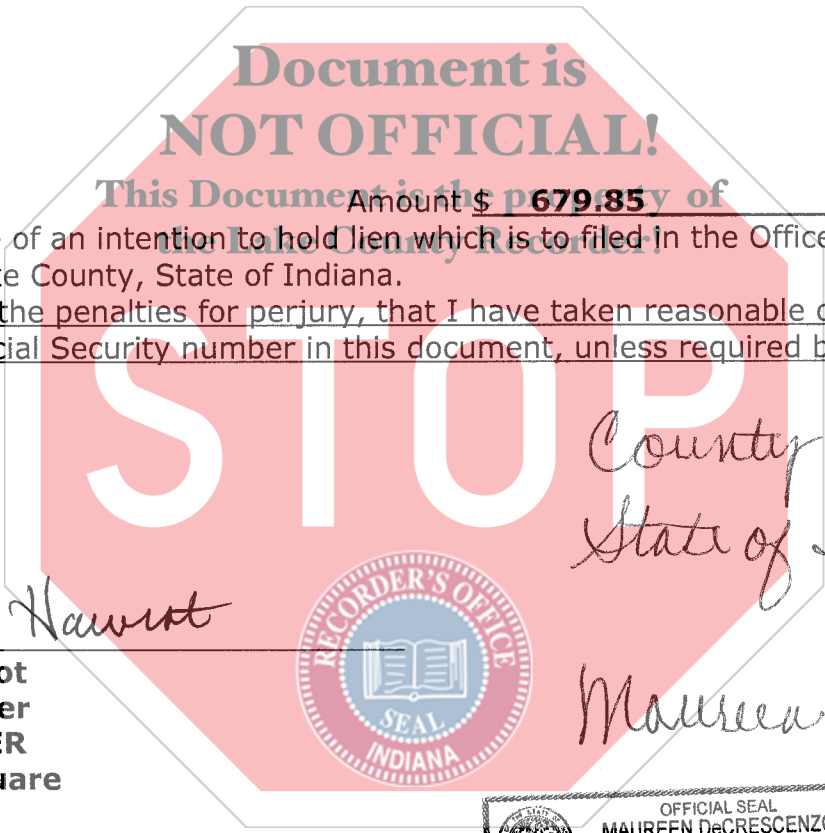 Document is
NOT OFFICIAL!
This Document is the property of
Amount $ 679.85
the Lake County Recorder!
of an intention to hold lien which is to filed in the Office
e County, State of Indiana.
the penalties for perjury, that I have taken reasonable
cial Security number in this document, unless required b
STOP
County
State of
Hawrot
RECORDER'S OFFICE
SEAL
INDIANA
ot
er
ER
uare
Maureen
OFFICIAL SEAL
MAUREEN DeCRESCENZO